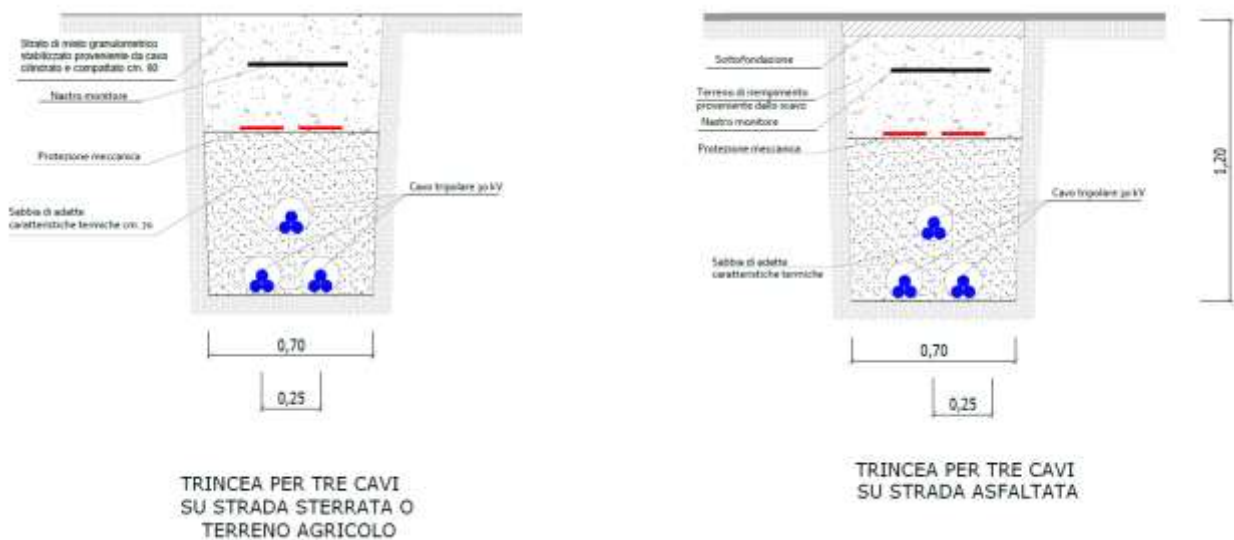 Strato di misto granulometrico
stabilizzato proveniente da cava
cilindrato e compattato cm. 60
Nastro monitore
Protezione meccanica
Cavo tripolare 30 kV
Sabbia di adatte
caratteristiche termiche cm. 70
0,70
0,25
TRINCEA PER TRE CAVI
SU STRADA STERRATA O
TERRENO AGRICOLO
Sottofondazione
Terreno di riempimento
proveniente dallo scavo
Nastro monitore
Protezione meccanica
Cavo tripolare 30 kV
Sabbia di adatte
caratteristiche termiche
1,20
0,70
0,25
TRINCEA PER TRE CAVI
SU STRADA ASFALTATA